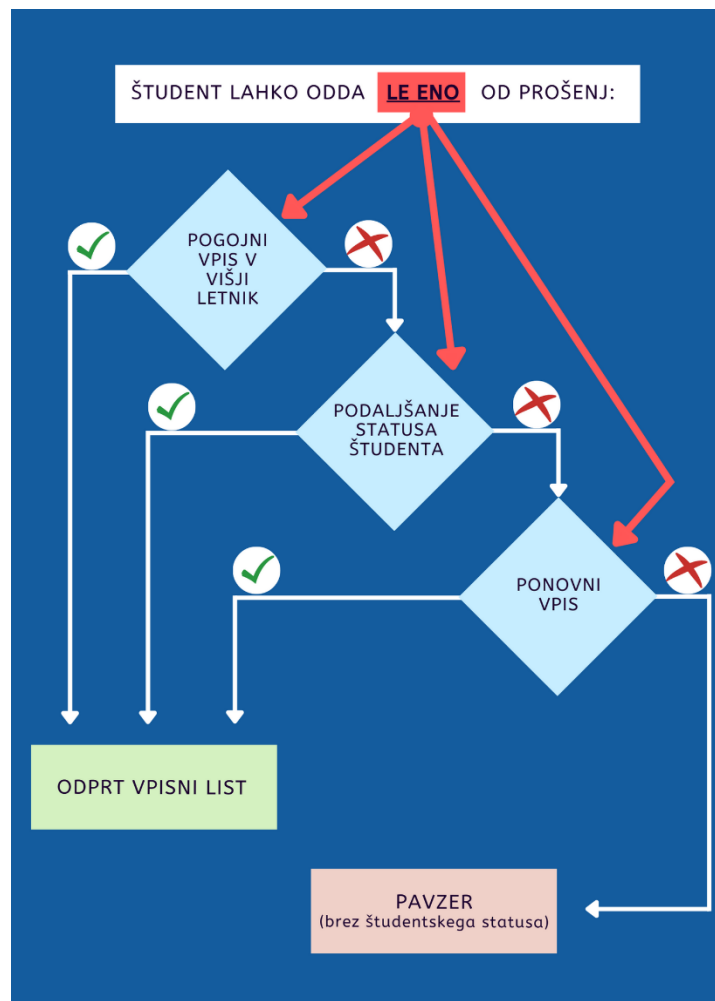 ŠTUDENT LAHKO ODDA LE ENO OD PROŠENJ:
POGOJNI
VPIS V
VIŠJI
LETNIK
PODALJŠANJE
STATUSA
ŠTUDENTA
PONOVNI
VPIS
ODPRT VPISNI LIST
PAVZER
(brez študentskega statusa)